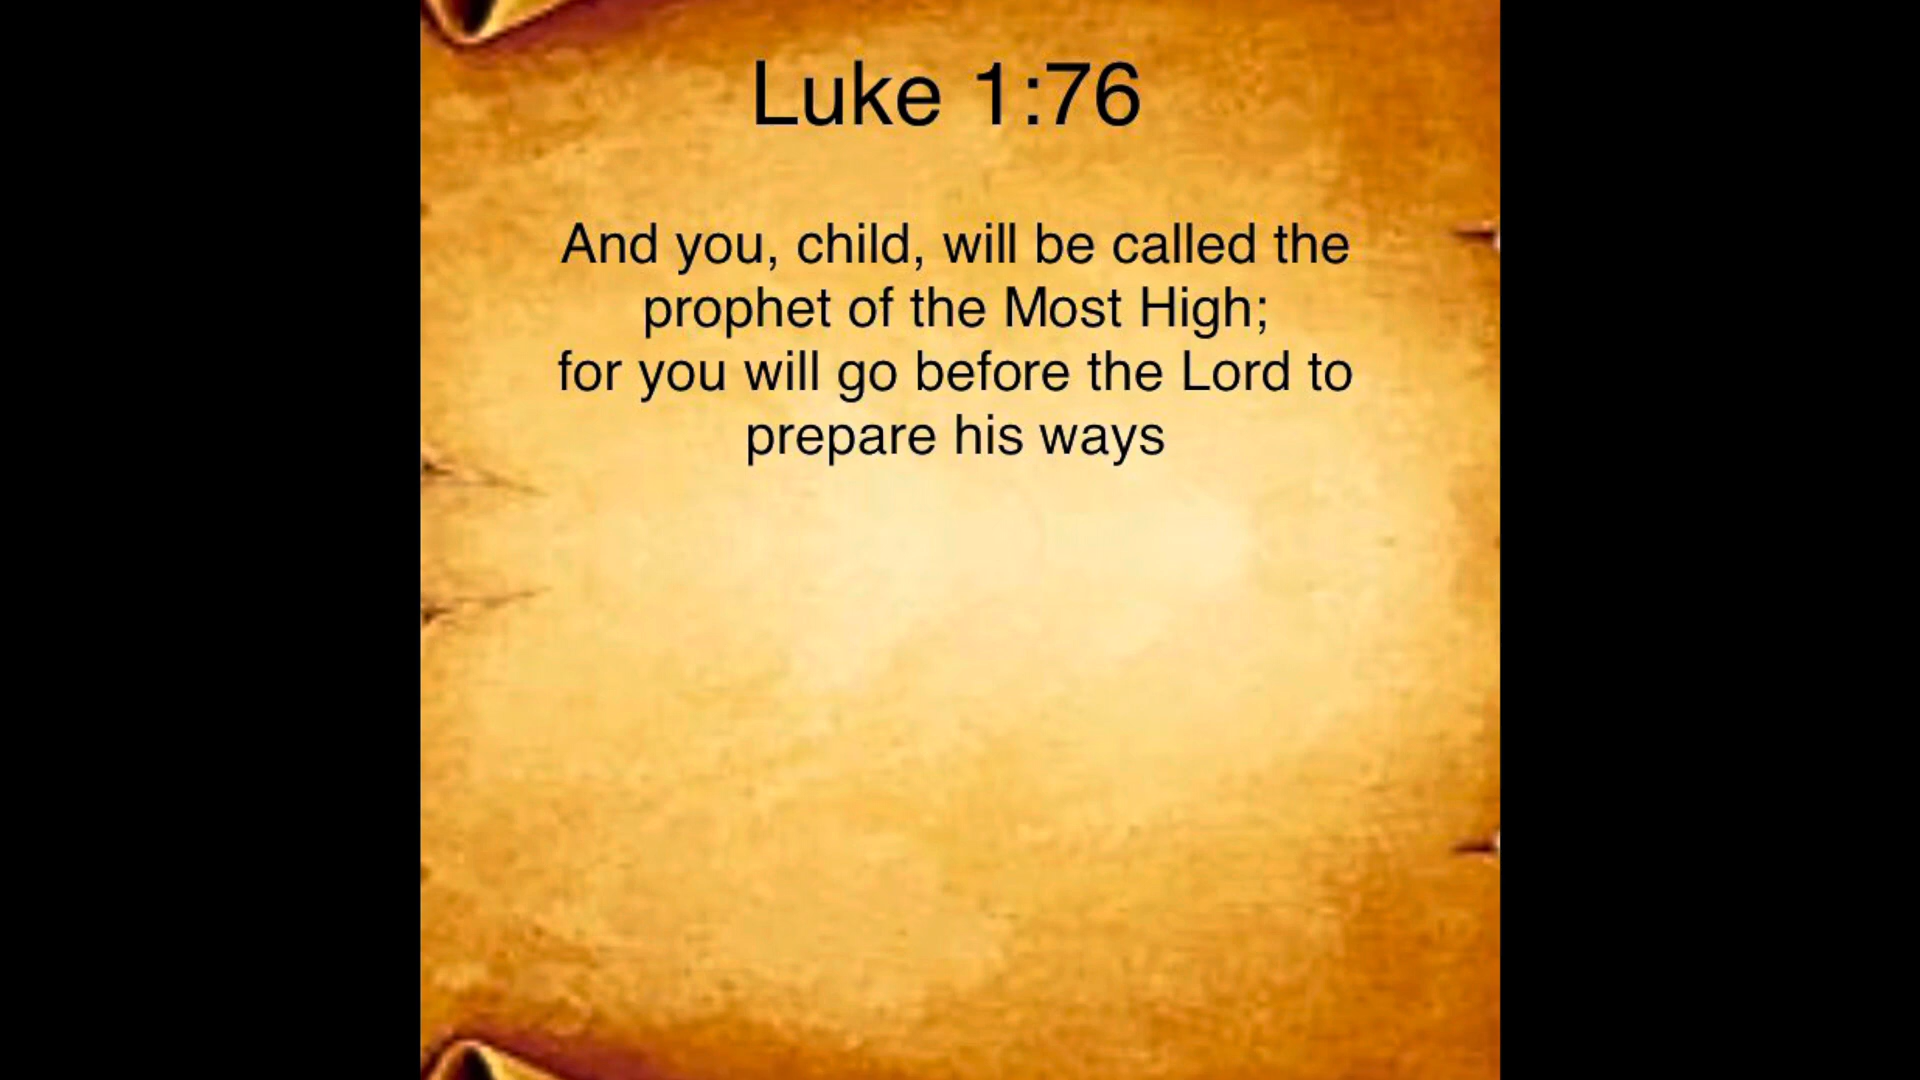 Luke 1:76
And you, child, will be called the
prophet of the Most High;
for you will go before the Lord to
prepare his ways